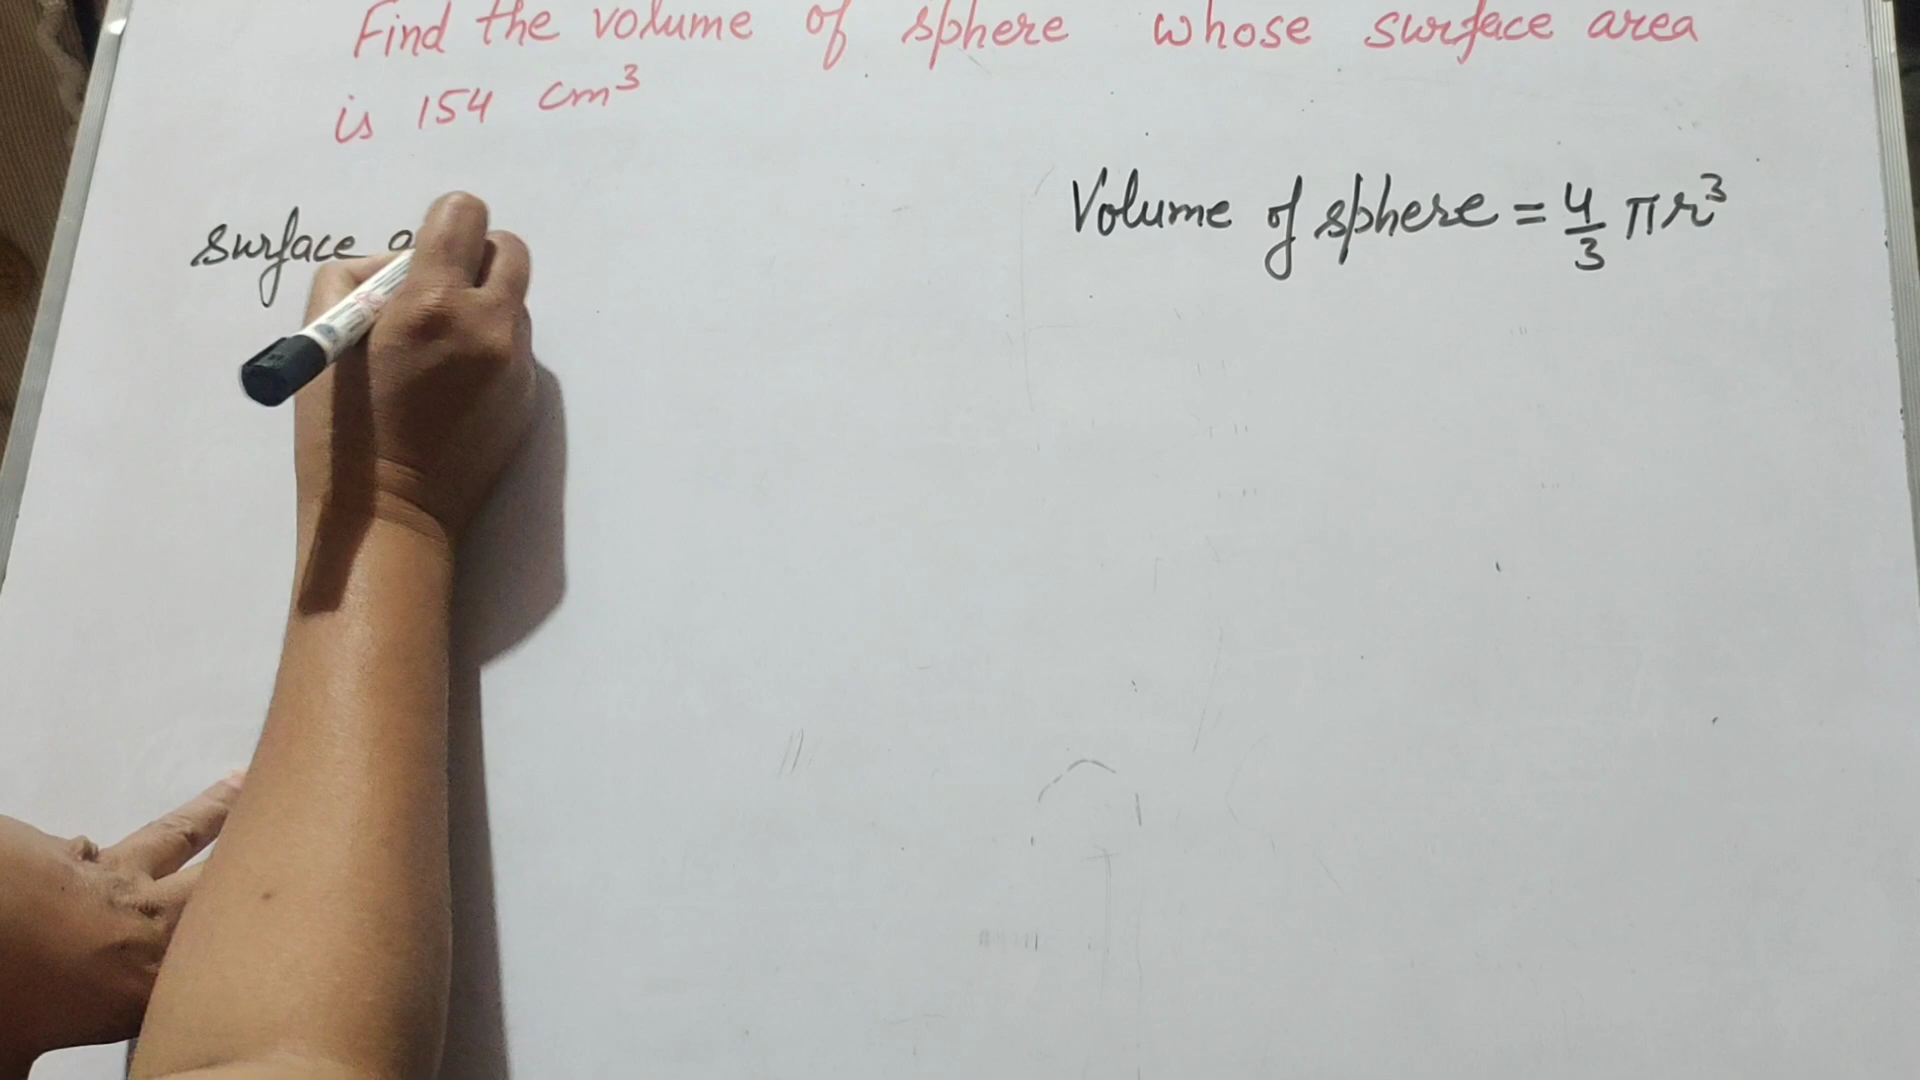 Find the volume of sphere whose surface area
is 154 cm³
Surface
Volume of sphere = 4/3 πr³